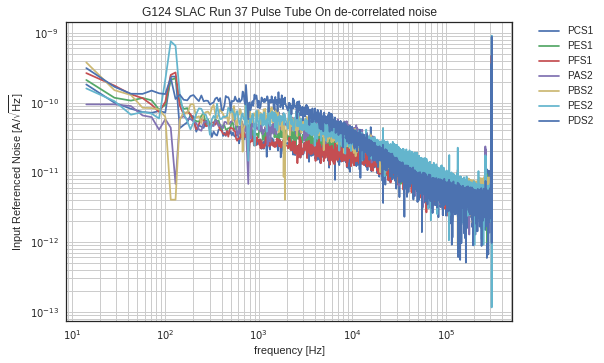 G124 SLAC Run 37 Pulse Tube On de-correlated noise
Input Referenced Noise [A/√Hz]
10⁻⁹
10⁻¹⁰
10⁻¹¹
10⁻¹²
10⁻¹³
10¹
10²
10³
10⁴
10⁵
frequency [Hz]
PCS1
PES1
PFS1
PAS2
PBS2
PES2
PDS2